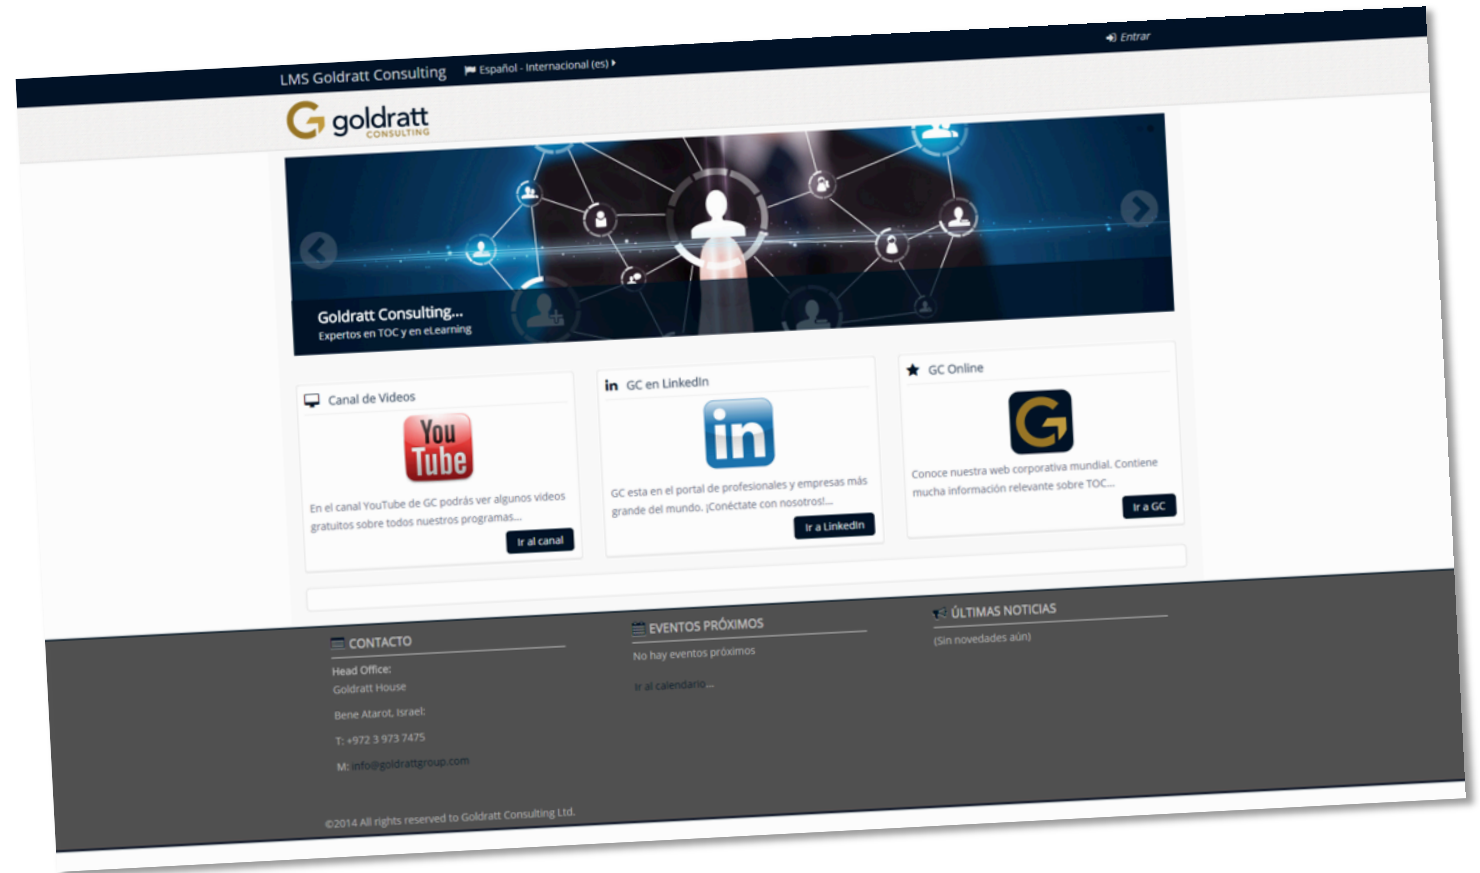 LMS Goldratt Consulting
Español - Internacional (es)
Entrar
goldratt
CONSULTING
Goldratt Consulting...
Expertos en TOC y en eLearning
Canal de Videos
You
Tube
En el canal YouTube de GC podrás ver algunos videos
gratuitos sobre todos nuestros programas...
Ir al canal
in GC en LinkedIn
in
GC esta en el portal de profesionales y empresas más
grande del mundo. ¡Conéctate con nosotros!...
Ir a LinkedIn
GC Online
G
Conoce nuestra web corporativa mundial. Contiene
mucha información relevante sobre TOC...
Ir a GC
CONTACTO
Head Office:
Goldratt House
Bene Atarot, Israel:
T: +972 3 973 7475
M: info@goldrattgroup.com
EVENTOS PRÓXIMOS
No hay eventos próximos
Ir al calendario...
ÚLTIMAS NOTICIAS
(Sin novedades aún)
©2014 All rights reserved to Goldratt Consulting Ltd.